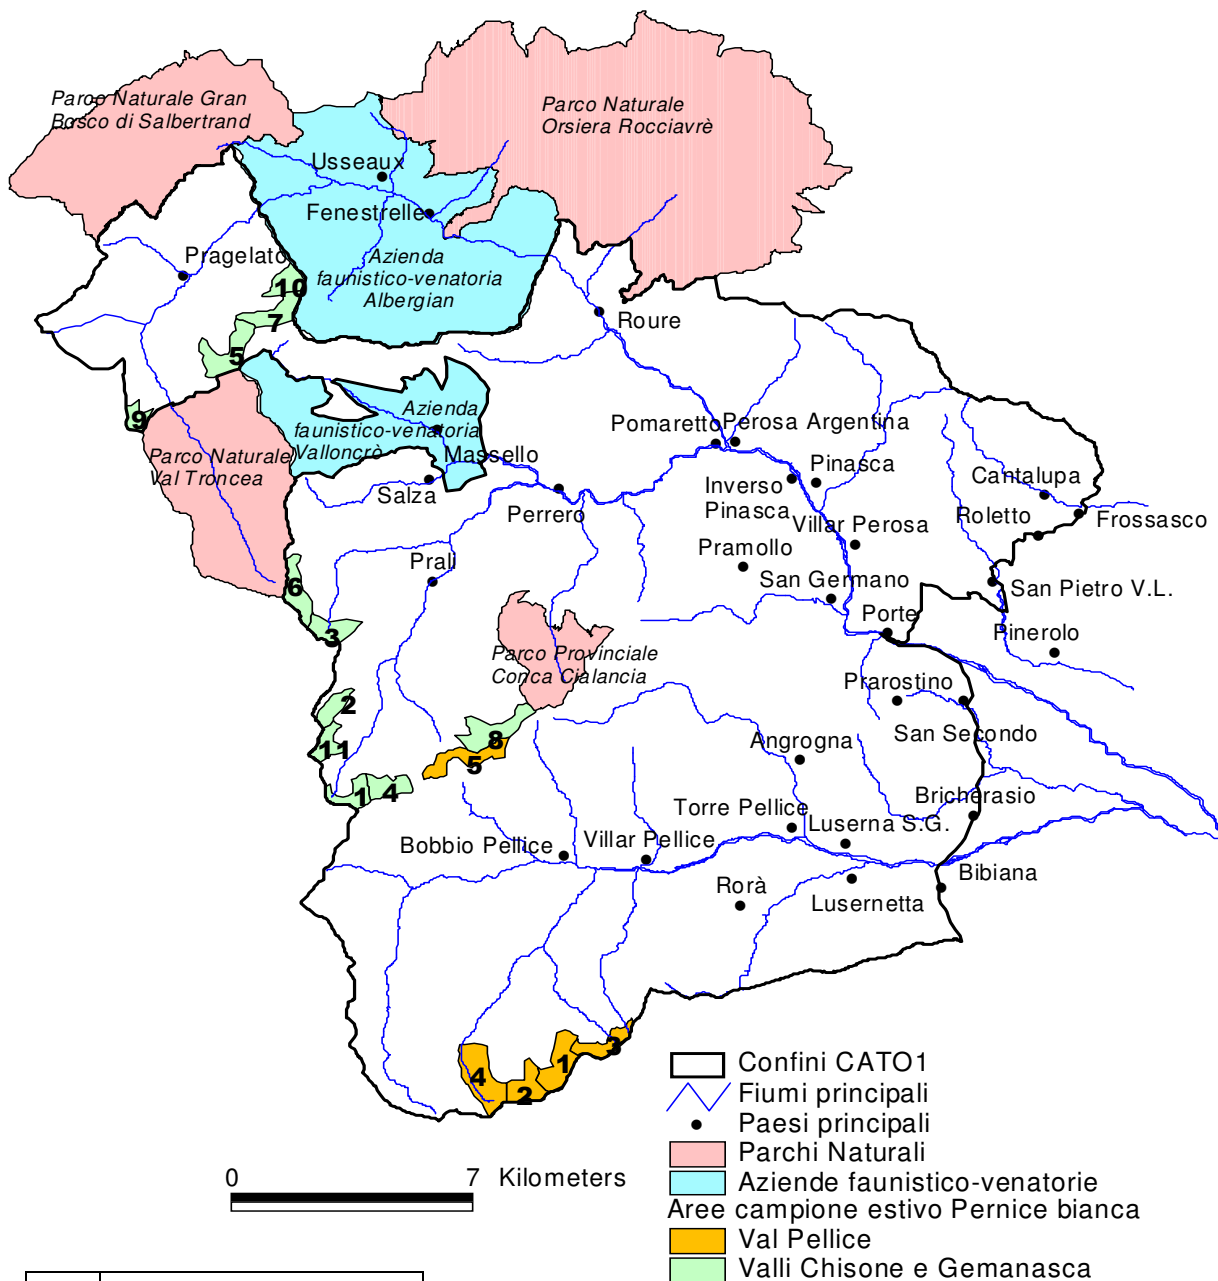 Parco Naturale Gran
Bosco di Salbertrand
Parco Naturale
Orsiera Rocciavrè
Usseaux
Fenestrelle
Pragelato
Azienda
faunistico-venatoria
Albergian
10
7
5
Roure
9
Azienda
faunistico-venatoria
Valloncrò
Parco Naturale
Val Troncea
Massello
Salza
Perrero
Pomaretto
Perosa Argentina
Pinasca
Inverso
Pinasca
Cantalupa
Roletto
Frossasco
Villar Perosa
Pramollo
San Germano
San Pietro V.L.
Prali
6
3
Porte
Pinerolo
Parco Provinciale
Conca Cialancia
Prarostino
San Secondo
2
11
8
5
1
4
Angrogna
Bricherasio
Torre Pellice
Luserna S.G.
Bobbio Pellice
Villar Pellice
Bibiana
Rorà
Lusernetta
4
2
1
3
Confini CATO1
Fiumi principali
Paesi principali
Parchi Naturali
Aziende faunistico-venatorie
Aree campione estivo Pernice bianca
Val Pellice
Valli Chisone e Gemanasca
0 7 Kilometers